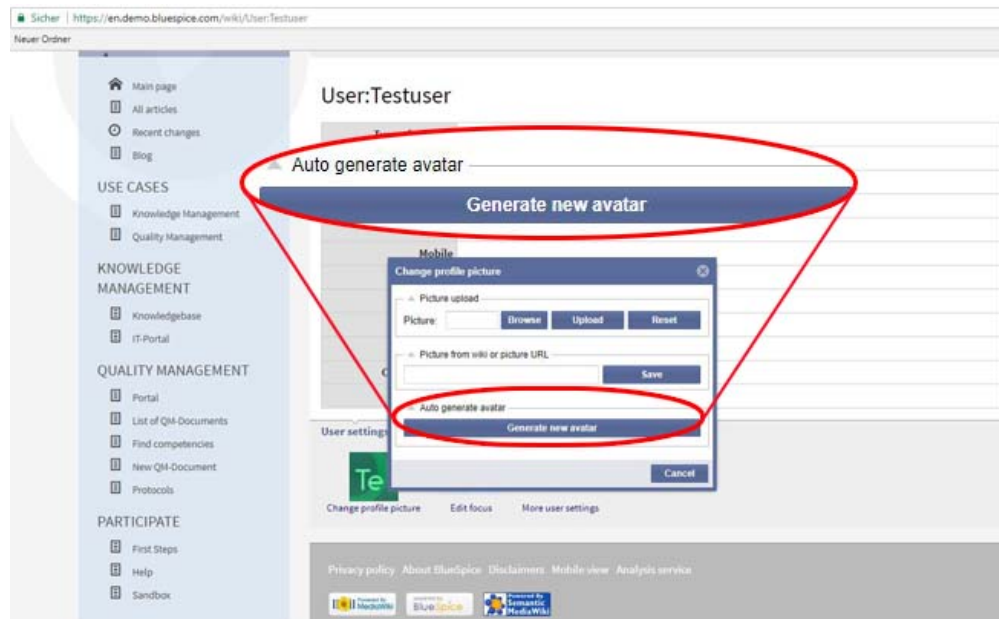 Sicher | https://en.demo.bluespice.com/wiki/User:Testuser
Neuer Ordner
Main page
All articles
Recent changes
Blog
USE CASES
Knowledge Management
Quality Management
KNOWLEDGE
MANAGEMENT
Knowledgebase
IT-Portal
QUALITY MANAGEMENT
Portal
List of QM-Documents
Find competencies
New QM-Document
Protocols
PARTICIPATE
First Steps
Help
Sandbox
User:Testuser
Auto generate avatar
Generate new avatar
Mobile
Change profile picture
Picture upload
Picture:
Browse
Upload
Reset
Picture from wiki or picture URL
Save
Auto generate avatar
Generate new avatar
Cancel
User settings
Te
Change profile picture
Edit focus
More user settings
Privacy policy About BlueSpice Disclaimers Mobile view Analysis service
Powered By
MediaWiki
powered by
BlueSpice
Powered By
Semantic
MediaWiki